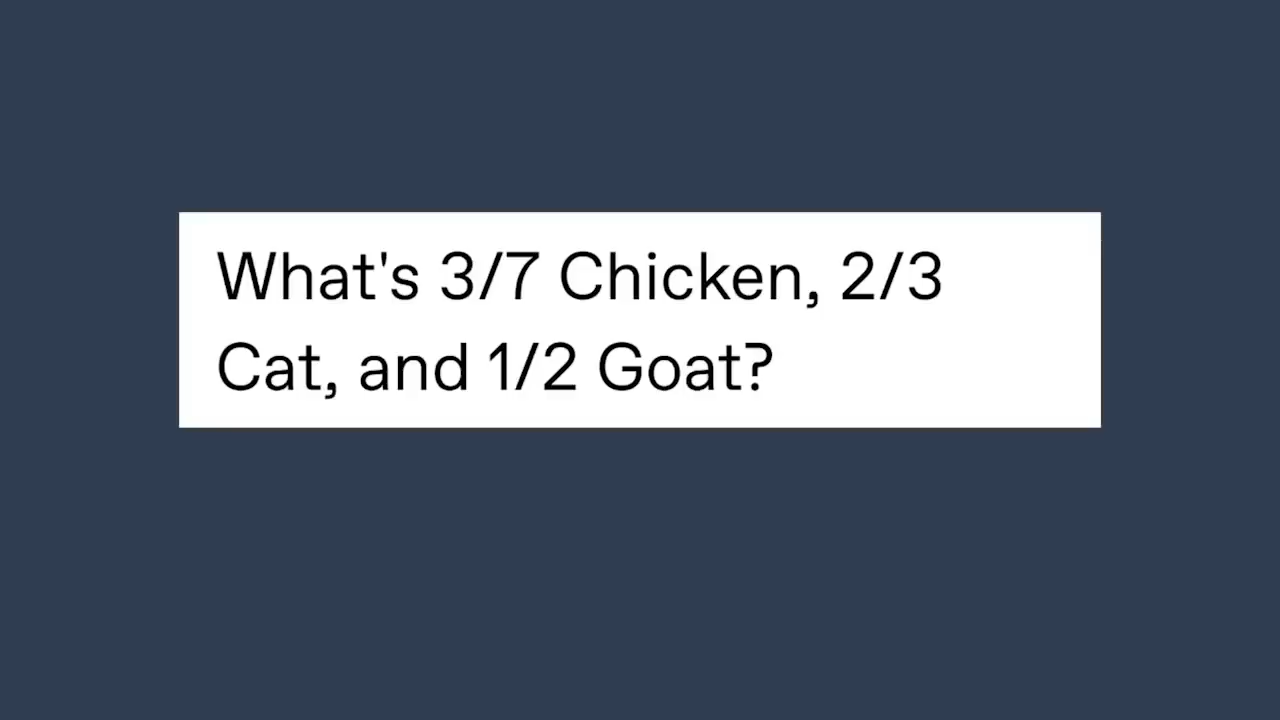 What's 3/7 Chicken, 2/3
Cat, and 1/2 Goat?